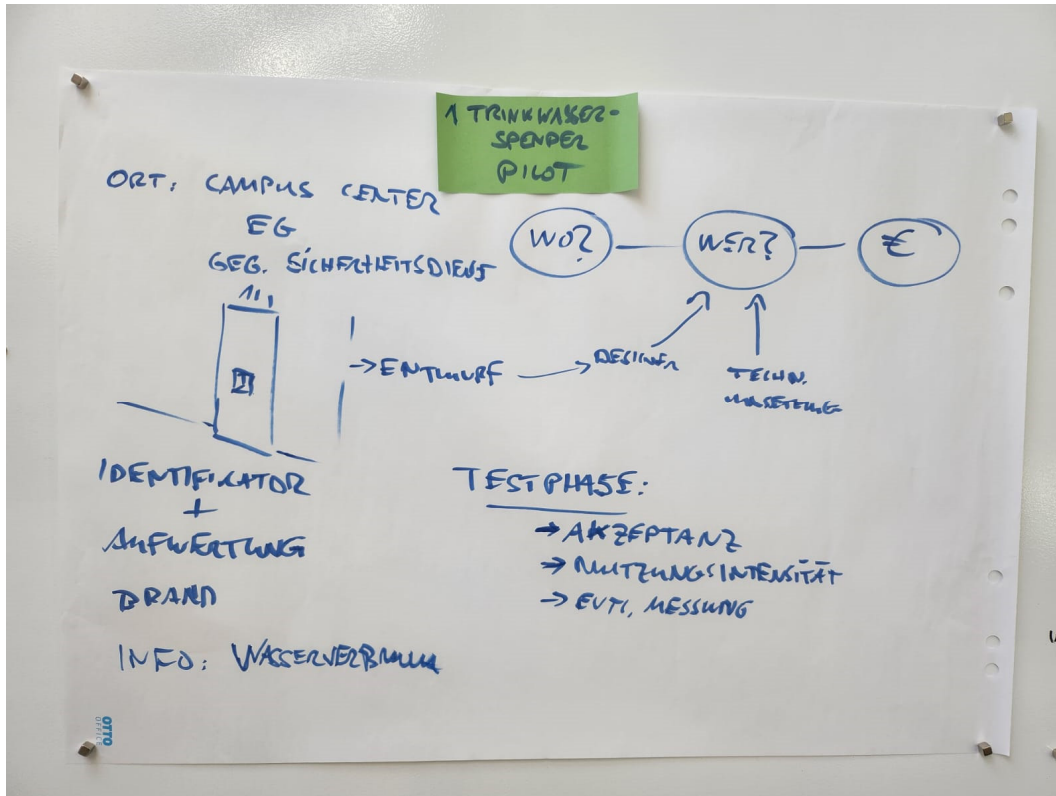 1 TRINKWASSER-
SPENDER
PILOT
ORT: CAMPUS CENTER
EG
GEG. SICHERHEITSDIENST
WO?
WER?
€
→ ENTWURF → DESIGNER
TECHN.
UMSETZUNG
IDENTIFIKATOR
+
AUFWERTUNG
BRAND
INFO: WASSERVERBRAUCH
TESTPHASE:
→ AKZEPTANZ
→ NUTZUNGSINTENSITÄT
→ EVTL. MESSUNG
OTTO
OFFICE